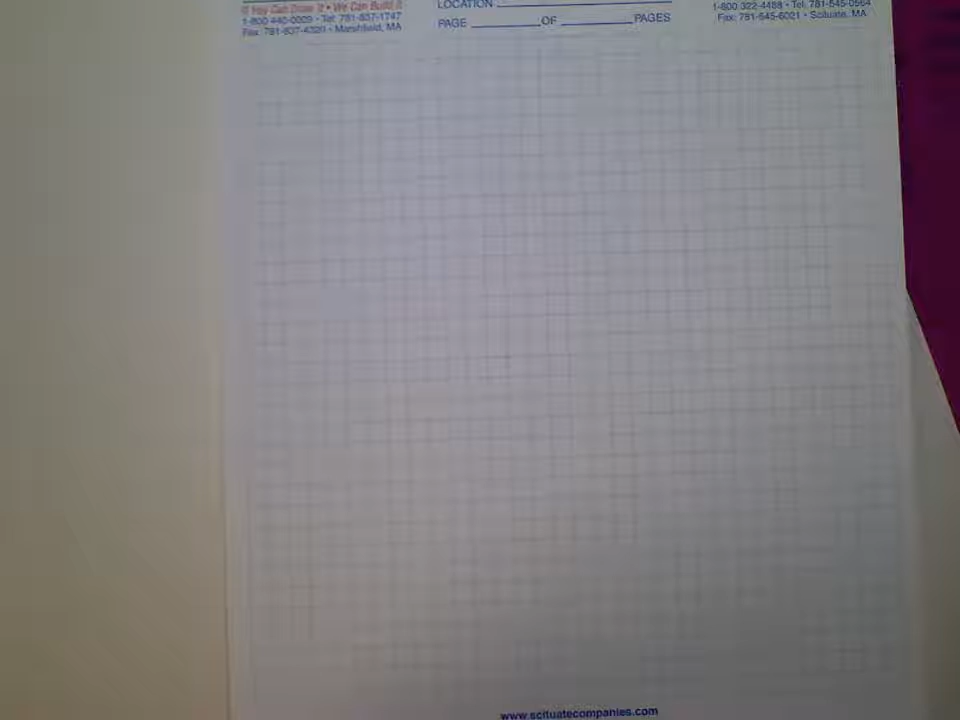 If You Can Draw It • We Can Build It
1-800 440-0009 • Tel: 781-837-1747
Fax: 781-837-4320 • Marshfield, MA
LOCATION
PAGE OF PAGES
1-800 322-4488 • Tel. 781-545-0564
Fax: 781-545-6021 • Scituate, MA
www.scituatecompanies.com